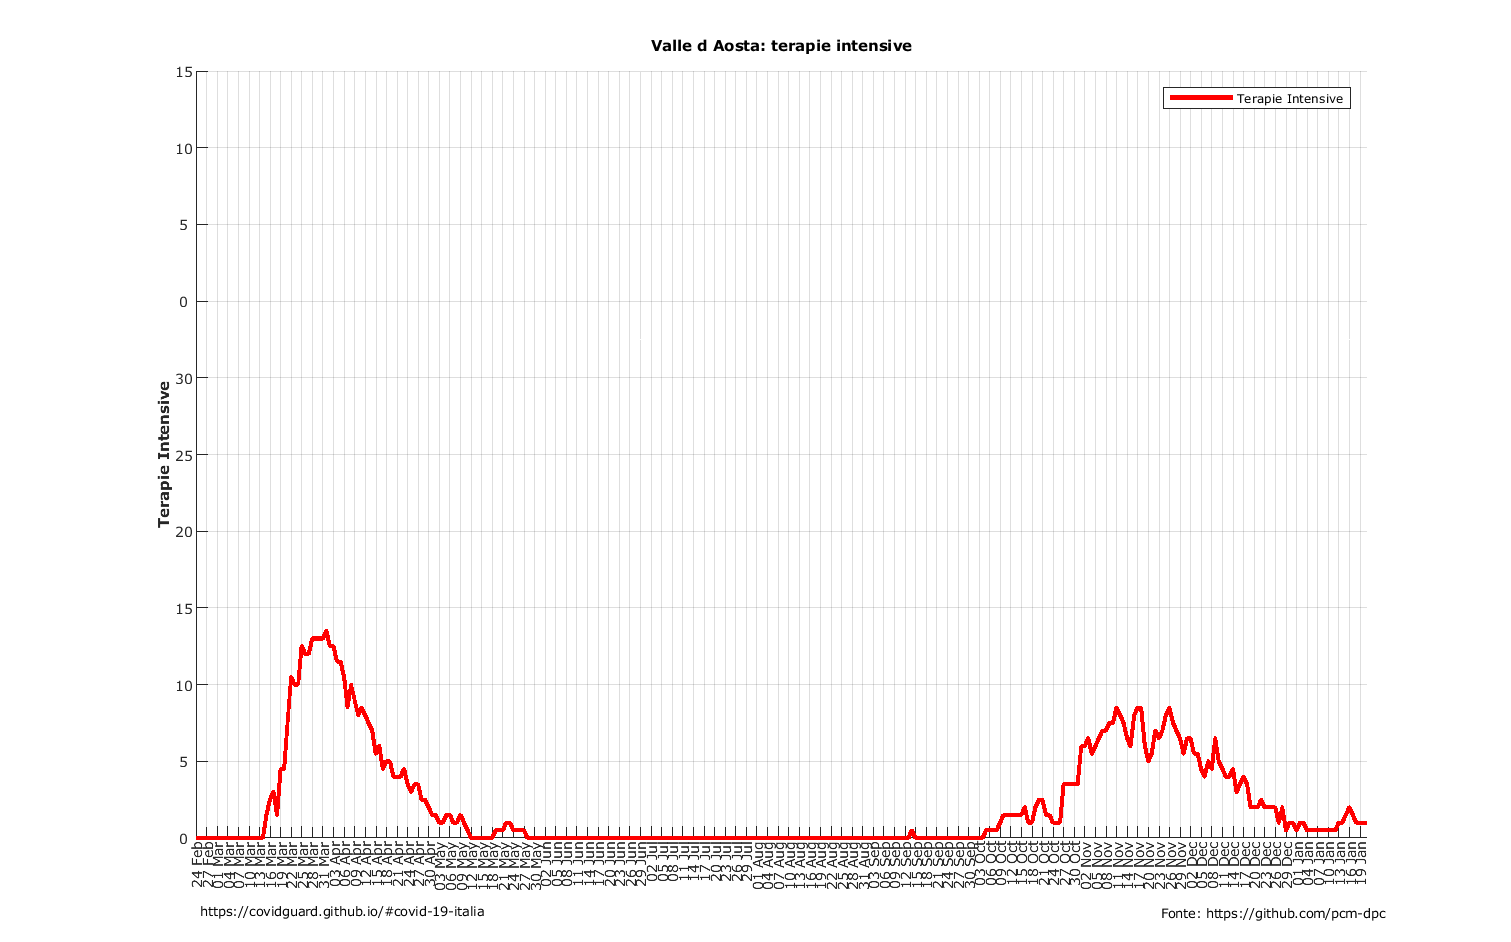 Valle d Aosta: terapie intensive
Terapie Intensive
Terapie Intensive
15
10
5
0
30
25
20
15
10
5
0
24 Feb
27 Feb
01 Mar
04 Mar
07 Mar
10 Mar
13 Mar
16 Mar
19 Mar
22 Mar
25 Mar
28 Mar
31 Mar
03 Apr
06 Apr
09 Apr
12 Apr
15 Apr
18 Apr
21 Apr
24 Apr
27 Apr
30 Apr
03 May
06 May
09 May
12 May
15 May
18 May
21 May
24 May
27 May
30 May
02 Jun
05 Jun
08 Jun
11 Jun
14 Jun
17 Jun
20 Jun
23 Jun
26 Jun
29 Jun
02 Jul
05 Jul
08 Jul
11 Jul
14 Jul
17 Jul
20 Jul
23 Jul
26 Jul
29 Jul
01 Aug
04 Aug
07 Aug
10 Aug
13 Aug
16 Aug
19 Aug
22 Aug
25 Aug
28 Aug
31 Aug
03 Sep
06 Sep
09 Sep
12 Sep
15 Sep
18 Sep
21 Sep
24 Sep
27 Sep
30 Sep
03 Oct
06 Oct
09 Oct
12 Oct
15 Oct
18 Oct
21 Oct
24 Oct
27 Oct
30 Oct
02 Nov
05 Nov
08 Nov
11 Nov
14 Nov
17 Nov
20 Nov
23 Nov
26 Nov
29 Nov
02 Dec
05 Dec
08 Dec
11 Dec
14 Dec
17 Dec
20 Dec
23 Dec
26 Dec
29 Dec
01 Jan
04 Jan
07 Jan
10 Jan
13 Jan
16 Jan
19 Jan
https://covidguard.github.io/#covid-19-italia
Fonte: https://github.com/pcm-dpc